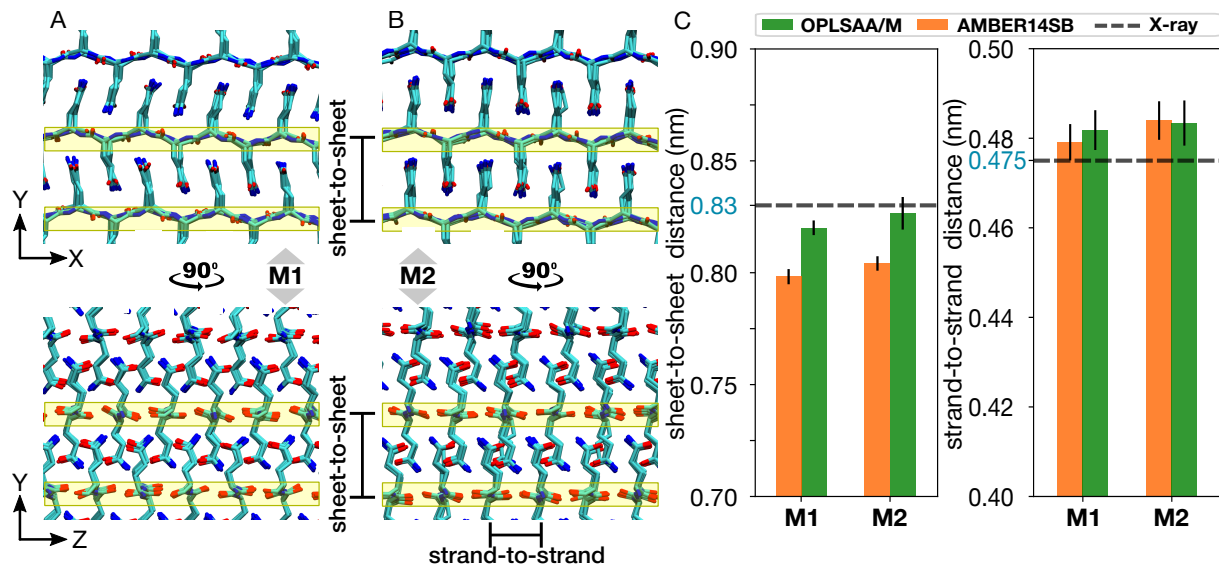 A
B
C
OPLSAA/M
AMBER14SB
X-ray
sheet-to-sheet
Y
X
90⁰
M1
M2
90⁰
sheet-to-sheet
Y
Z
strand-to-strand
sheet-to-sheet distance (nm)
0.90
0.85
0.83
0.80
0.75
0.70
M1
M2
strand-to-strand distance (nm)
0.50
0.48
0.475
0.46
0.44
0.42
0.40
M1
M2